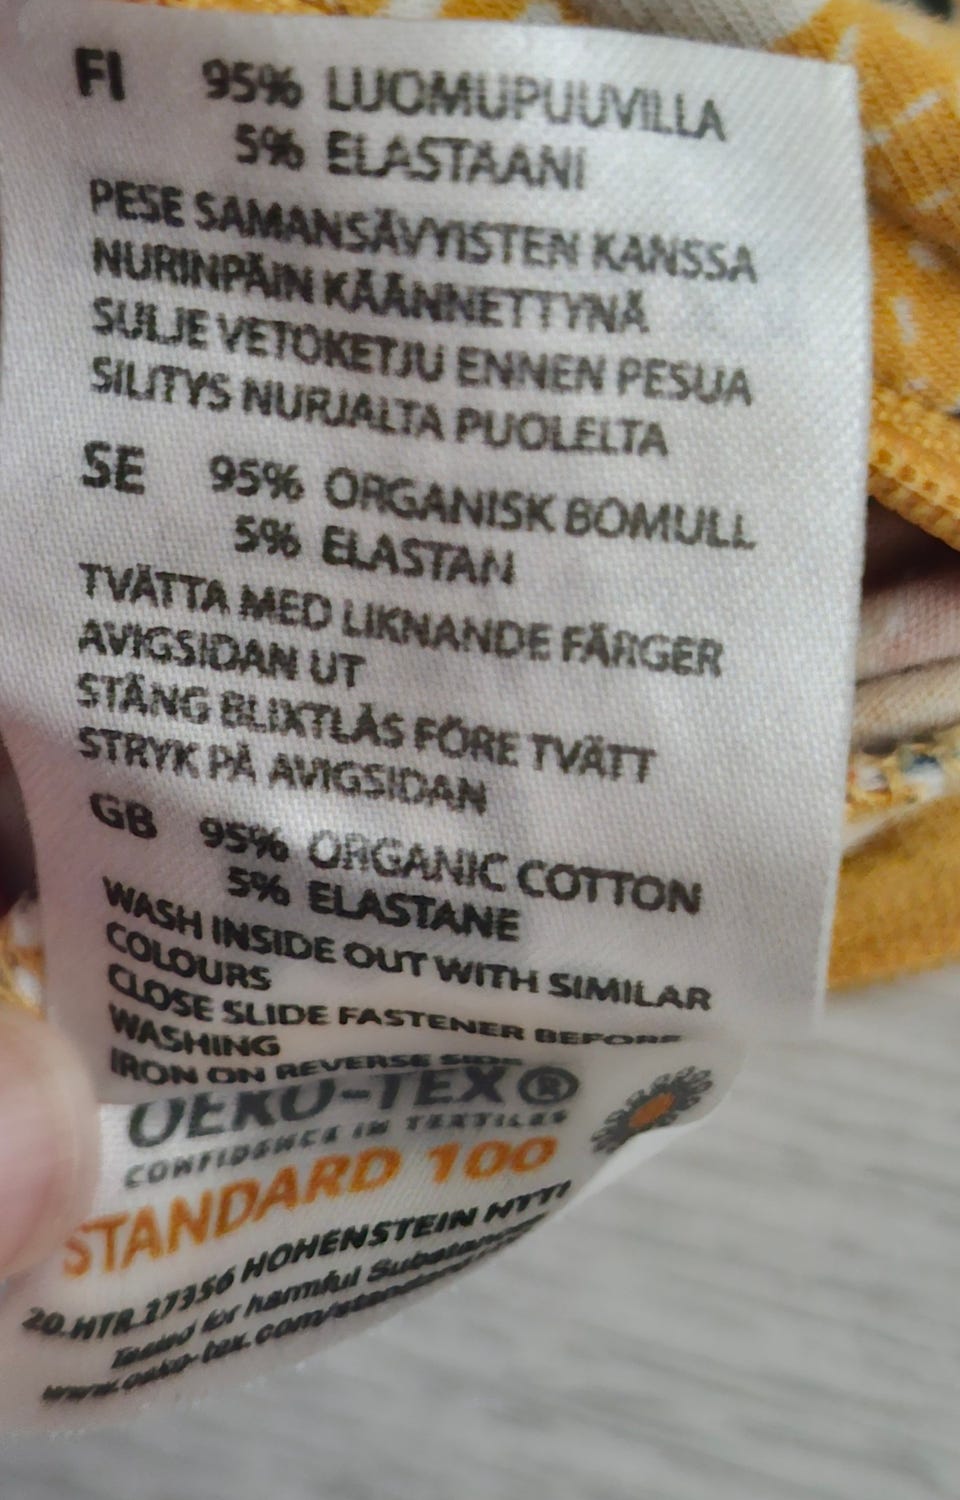 FI 95% LUOMUPUUVILLA
5% ELASTAANI
PESE SAMANSÄVYISTEN KANSSA
NURINPÄIN KÄÄNNETTYNÄ
SULJE VETOKETJU ENNEN PESUA
SILITYS NURJALTA PUOLELTA
SE 95% ORGANISK BOMULL
5% ELASTAN
TVÄTTA MED LIKNANDE FÄRGER
AVIGSIDAN UT
STÄNG BLIXTLÅS FÖRE TVÄTT
STRYK PÅ AVIGSIDAN
GB 95% ORGANIC COTTON
5% ELASTANE
WASH INSIDE OUT WITH SIMILAR
COLOURS
CLOSE SLIDE FASTENER BEFORE
WASHING
IRON ON REVERSE SIDE
OEKO-TEX®
CONFIDENCE IN TEXTILES
STANDARD 100
20.HTR.27356 HOHENSTEIN HTTI
Tested for harmful Substances
www.oeko-tex.com/standard